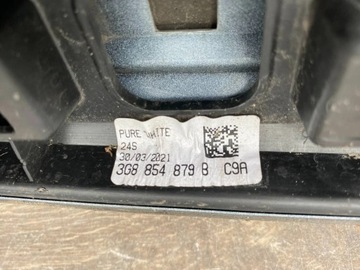 PURE WHITE
24S
30/03/2021
3G8 854 879 B C9A